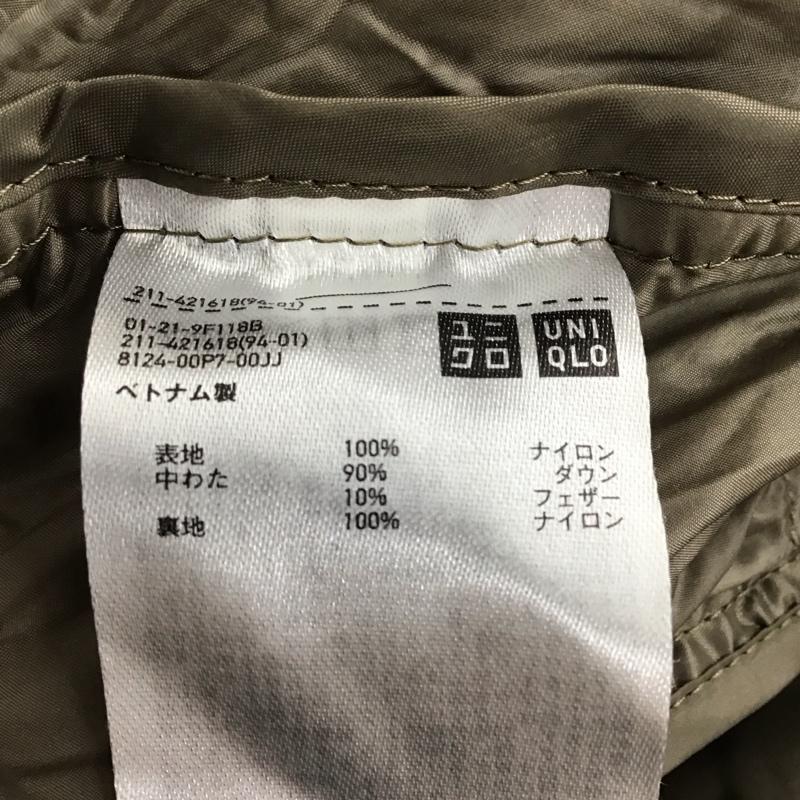 211-421618(94-01)
01-21-9F118B
211-421618(94-01)
8124-00P7-00JJ
ユニクロ
UNIQLO
ベトナム製
表地 100% ナイロン
中わた 90% ダウン
10% フェザー
裏地 100% ナイロン